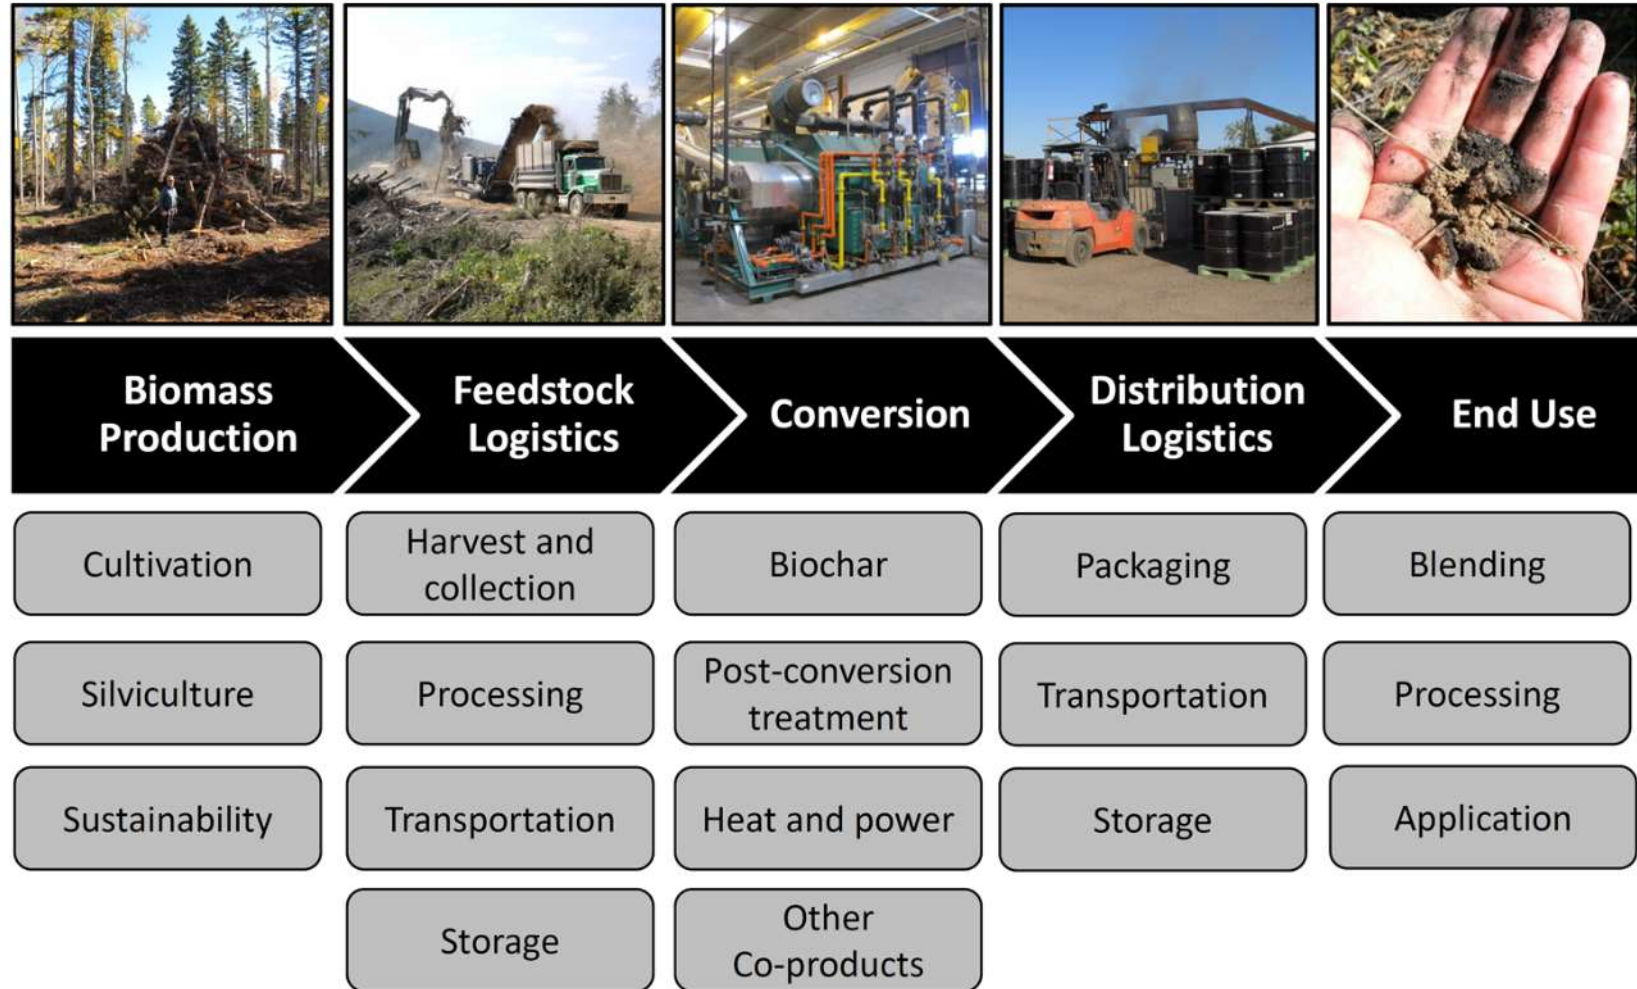 Biomass
Production
Feedstock
Logistics
Conversion
Distribution
Logistics
End Use
Cultivation
Harvest and
collection
Biochar
Packaging
Blending
Silviculture
Processing
Post-conversion
treatment
Transportation
Processing
Sustainability
Transportation
Heat and power
Storage
Application
Storage
Other
Co-products